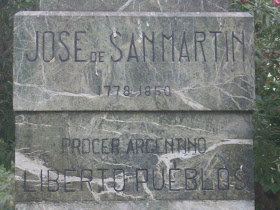 JOSE DE SAN MARTIN
1778-1850
PROCER ARGENTINO
LIBERTO PUEBLOS